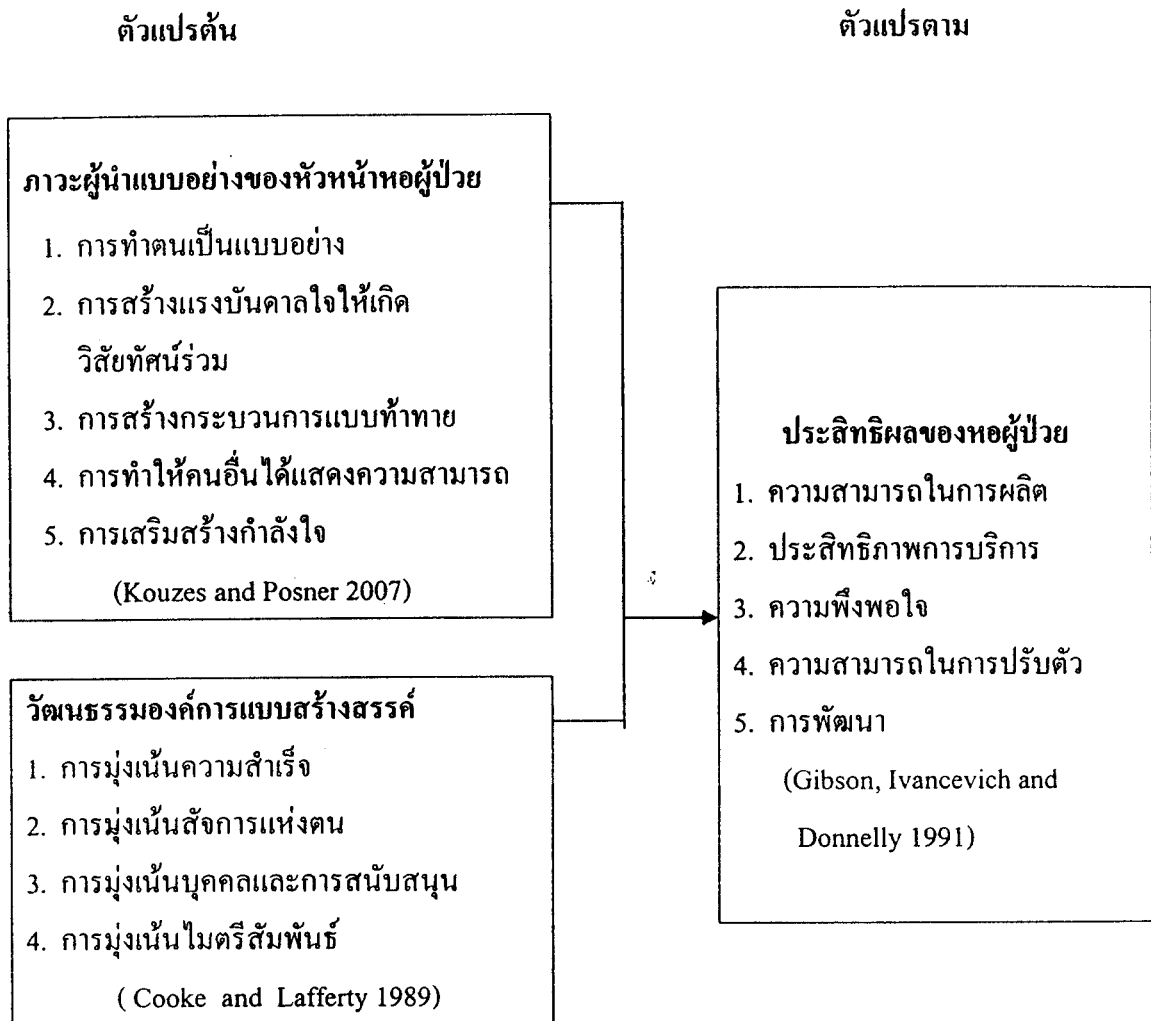 ตัวแปรต้น
ตัวแปรตาม
ภาวะผู้นำแบบอย่างของหัวหน้าหอผู้ป่วย
1. การทำตนเป็นแบบอย่าง
2. การสร้างแรงบันดาลใจให้เกิด
วิสัยทัศน์ร่วม
3. การสร้างกระบวนการแบบท้าทาย
4. การทำให้คนอื่นได้แสดงความสามารถ
5. การเสริมสร้างกำลังใจ
(Kouzes and Posner 2007)
วัฒนธรรมองค์การแบบสร้างสรรค์
1. การมุ่งเน้นความสำเร็จ
2. การมุ่งเน้นสัจการแห่งตน
3. การมุ่งเน้นบุคคลและการสนับสนุน
4. การมุ่งเน้นไมตรีสัมพันธ์
( Cooke and Lafferty 1989)
ประสิทธิผลของหอผู้ป่วย
1. ความสามารถในการผลิต
2. ประสิทธิภาพการบริการ
3. ความพึงพอใจ
4. ความสามารถในการปรับตัว
5. การพัฒนา
(Gibson, Ivancevich and
Donnelly 1991)